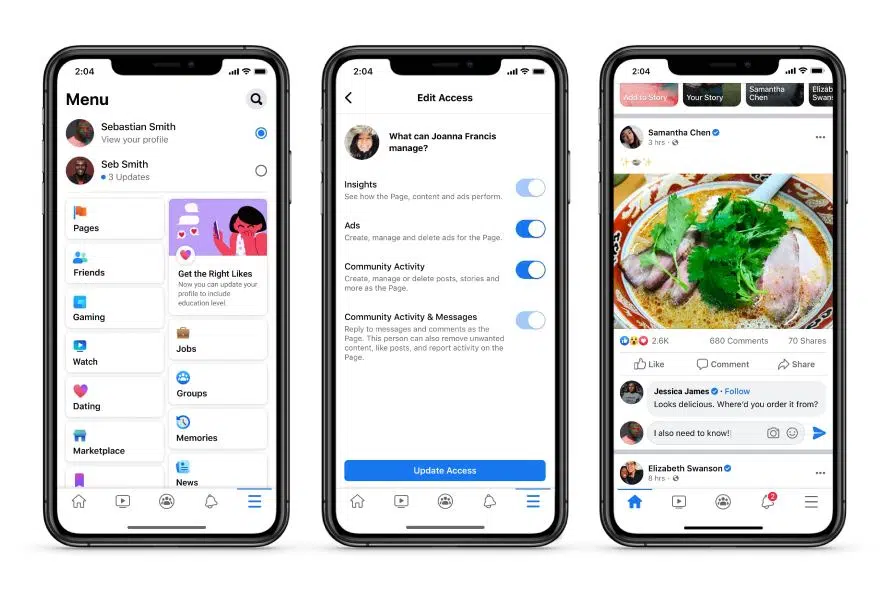 2:04
Menu
Sebastian Smith
View your profile
Seb Smith
3 Updates
Pages
Friends
Gaming
Watch
Dating
Marketplace
Get the Right Likes
Now you can update your
profile to include
education level.
Jobs
Groups
Memories
News
2:04
Edit Access
What can Joanna Francis
manage?
Insights
See how the Page, content and ads perform.
Ads
Create, manage and delete ads for the Page.
Community Activity
Create, manage or delete posts, stories and
more as the Page.
Community Activity & Messages
Reply to messages and comments as the
Page. This person can also remove unwanted
content, like posts, and report activity on the
Page.
Update Access
2:04
Add to Story
Your Story
Samantha
Chen
Elizab
Swans
Samantha Chen
3 hrs ·
2.6K 680 Comments 70 Shares
Like Comment Share
Jessica James · Follow
Looks delicious. Where'd you order it from?
I also need to know!
Elizabeth Swanson
8 hrs ·
2